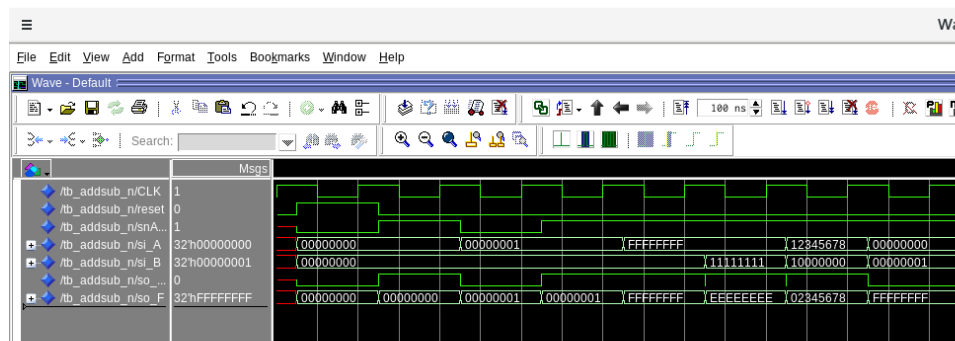 Wa
File Edit View Add Format Tools Bookmarks Window Help
Wave - Default
100 ns
Search:
Msgs
/tb_addsub_n/CLK 1
/tb_addsub_n/reset 0
/tb_addsub_n/snA... 1
/tb_addsub_n/si_A 32'h00000000 00000000 00000001 FFFFFFFF 12345678 00000000
/tb_addsub_n/si_B 32'h00000001 00000000 11111111 10000000 00000001
/tb_addsub_n/so_... 0
/tb_addsub_n/so_F 32'hFFFFFFFF 00000000 00000000 00000001 00000001 FFFFFFFF EEEEEEEE 02345678 FFFFFFFF